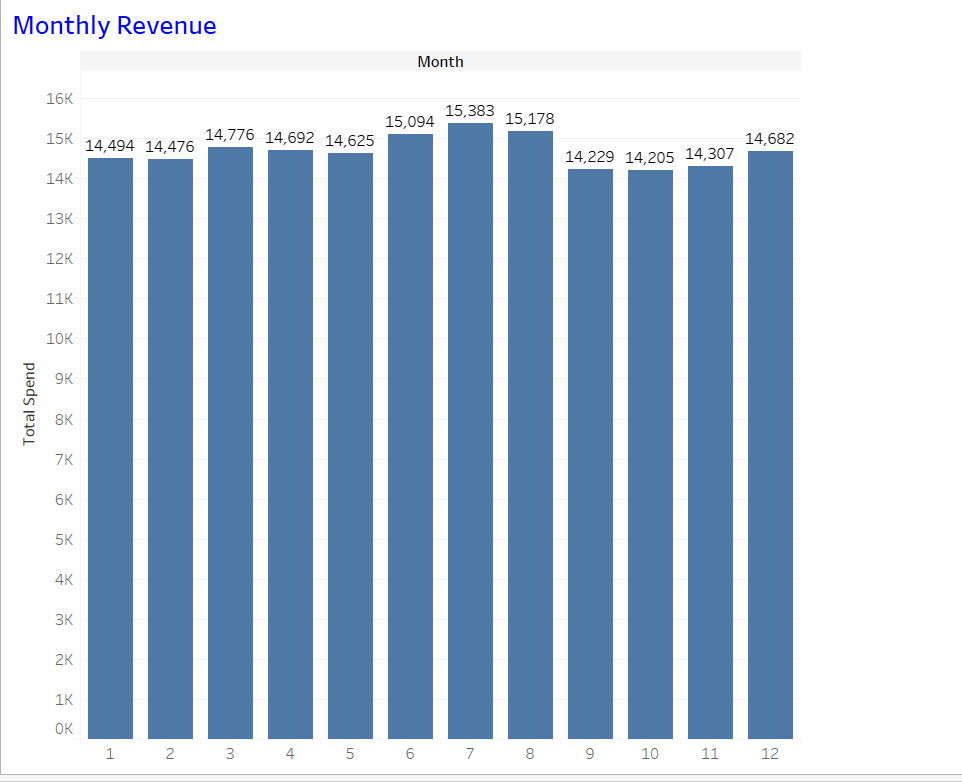 Monthly Revenue
Month
Total Spend
16K
15K
14K
13K
12K
11K
10K
9K
8K
7K
6K
5K
4K
3K
2K
1K
0K
14,494 14,476 14,776 14,692 14,625 15,094 15,383 15,178 14,229 14,205 14,307 14,682
1 2 3 4 5 6 7 8 9 10 11 12